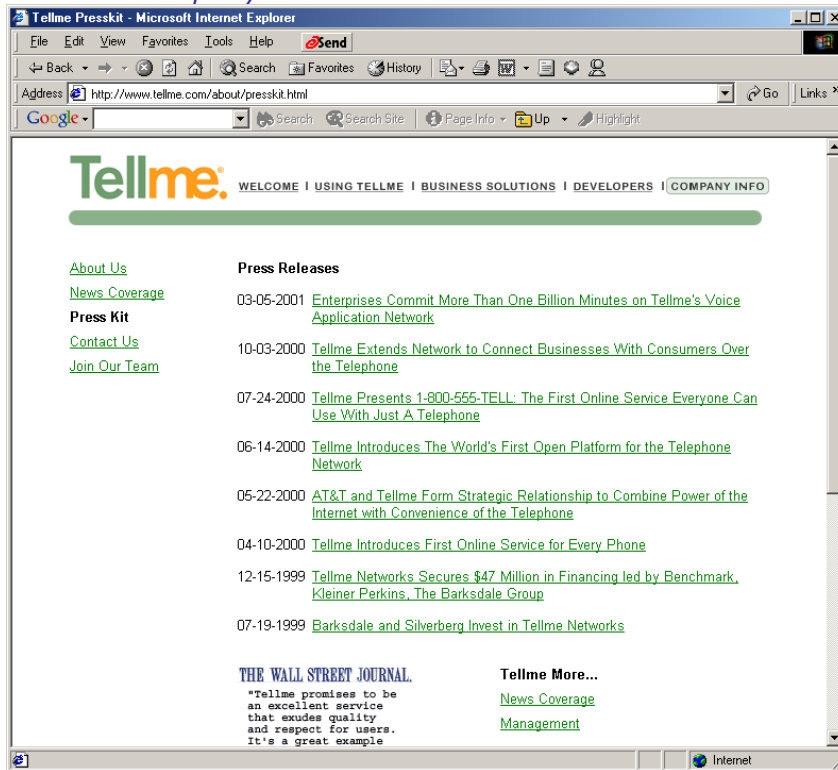 Tellme Presskit - Microsoft Internet Explorer
File Edit View Favorites Tools Help Send
Back Search Favorites History
Address http://www.tellme.com/about/presskit.html Go Links
Google Search Search Site Page Info Up Highlight
Tellme. WELCOME | USING TELLME | BUSINESS SOLUTIONS | DEVELOPERS | COMPANY INFO
About Us
News Coverage
Press Kit
Contact Us
Join Our Team
Press Releases
03-05-2001 Enterprises Commit More Than One Billion Minutes on Tellme's Voice
Application Network
10-03-2000 Tellme Extends Network to Connect Businesses With Consumers Over
the Telephone
07-24-2000 Tellme Presents 1-800-555-TELL: The First Online Service Everyone Can
Use With Just A Telephone
06-14-2000 Tellme Introduces The World's First Open Platform for the Telephone
Network
05-22-2000 AT&T and Tellme Form Strategic Relationship to Combine Power of the
Internet with Convenience of the Telephone
04-10-2000 Tellme Introduces First Online Service for Every Phone
12-15-1999 Tellme Networks Secures $47 Million in Financing led by Benchmark,
Kleiner Perkins, The Barksdale Group
07-19-1999 Barksdale and Silverberg Invest in Tellme Networks
THE WALL STREET JOURNAL.
"Tellme promises to be
an excellent service
that exudes quality
and respect for users.
It's a great example
Tellme More...
News Coverage
Management
Internet